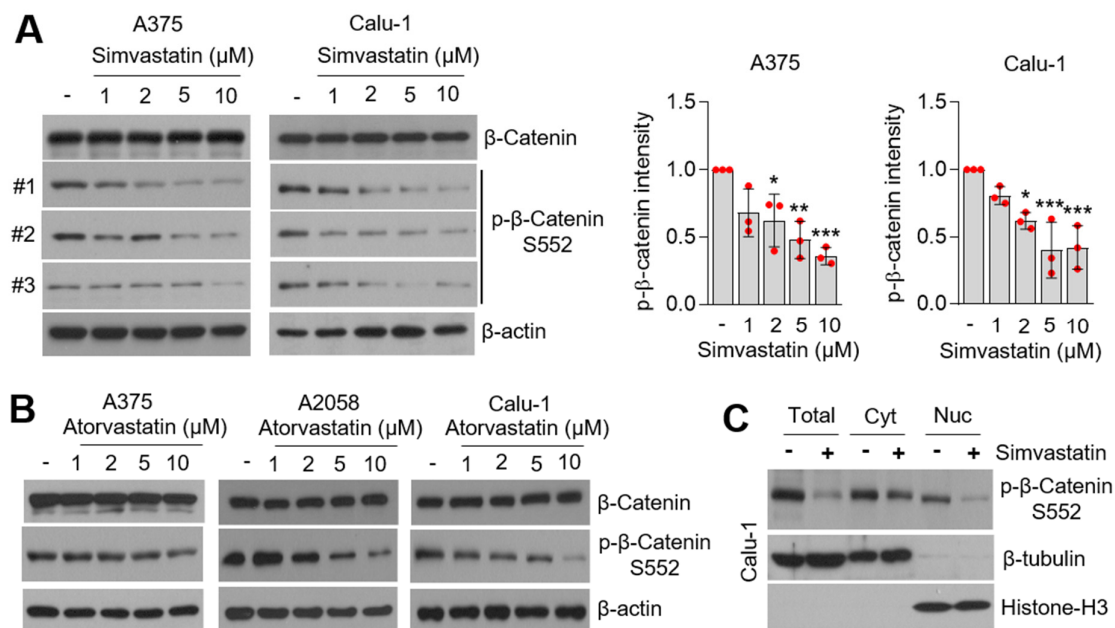 A
A375
Simvastatin (µM)
- 1 2 5 10
Calu-1
Simvastatin (µM)
- 1 2 5 10
β-Catenin
#1
#2
#3
p-β-Catenin
S552
β-actin
A375
p-β-catenin intensity
1.5
1.0
0.5
0.0
*
**
***
- 1 2 5 10
Simvastatin (µM)
Calu-1
p-β-catenin intensity
1.5
1.0
0.5
0.0
*
***
***
- 1 2 5 10
Simvastatin (µM)
B
A375
Atorvastatin (µM)
- 1 2 5 10
A2058
Atorvastatin (µM)
- 1 2 5 10
Calu-1
Atorvastatin (µM)
- 1 2 5 10
β-Catenin
p-β-Catenin
S552
β-actin
C
Total Cyt Nuc
- + - + - + Simvastatin
Calu-1
p-β-Catenin
S552
β-tubulin
Histone-H3